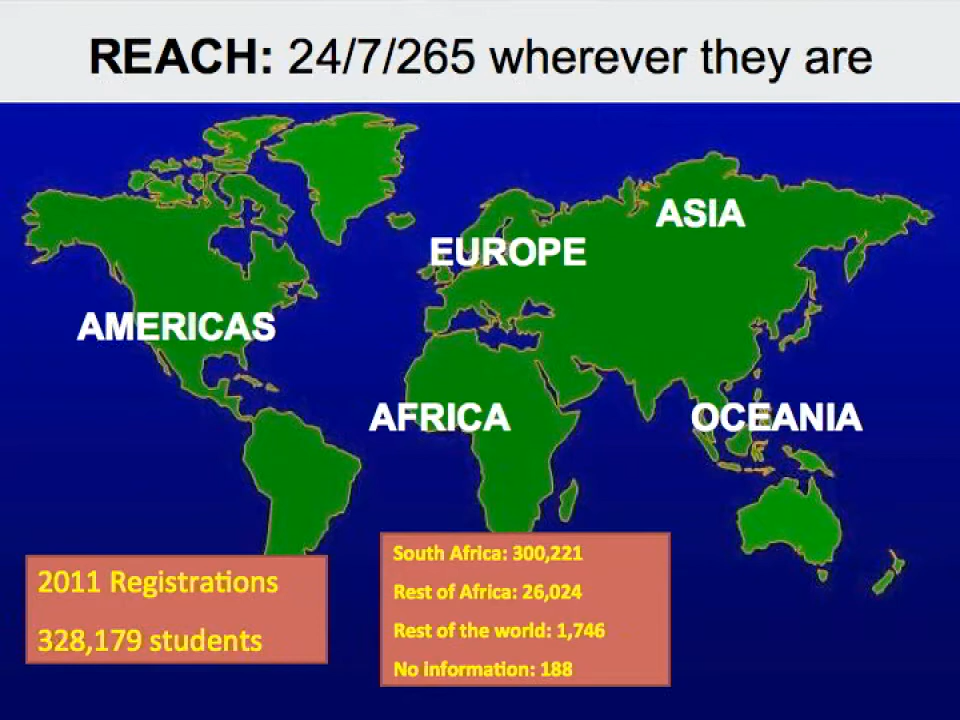 REACH: 24/7/265 wherever they are
ASIA
EUROPE
AMERICAS
AFRICA
OCEANIA
2011 Registrations
328,179 students
South Africa: 300,221
Rest of Africa: 26,024
Rest of the world: 1,746
No information: 188